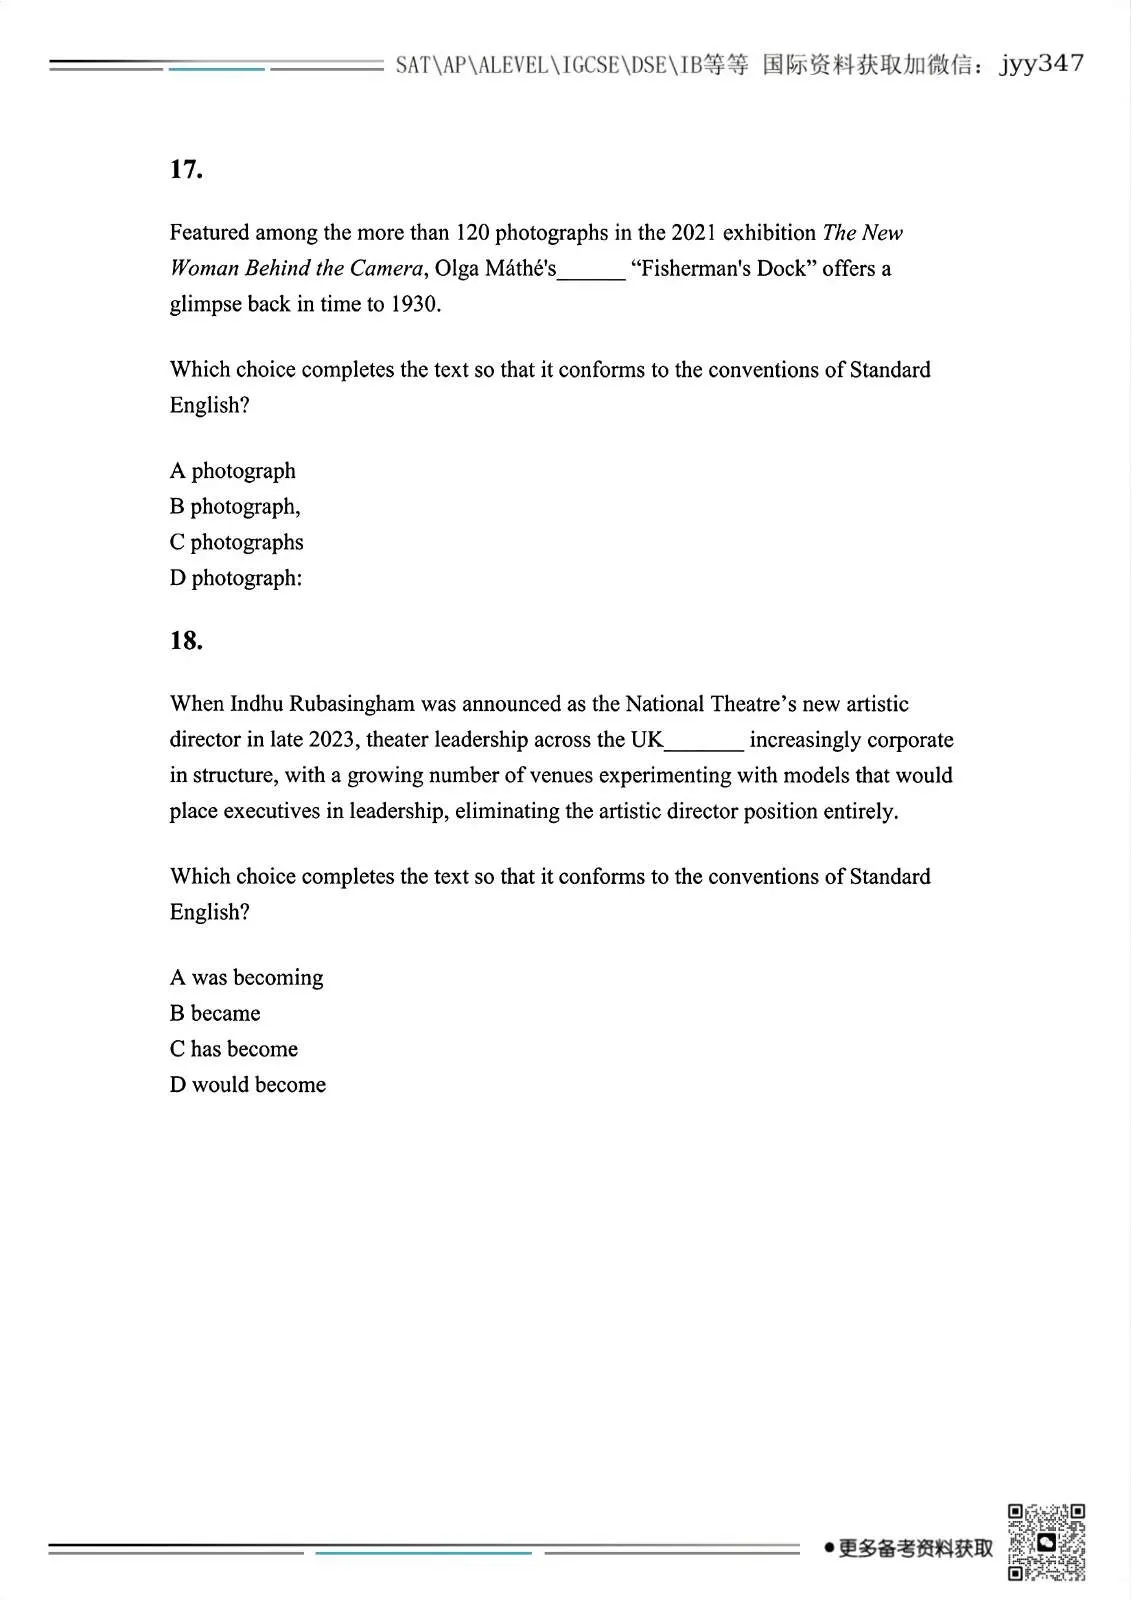 SAT\AP\ALEVEL\IGCSE\DSE\IB等等 国际资料获取加微信: jyy347
17.
Featured among the more than 120 photographs in the 2021 exhibition The New
Woman Behind the Camera, Olga Máthé's______ “Fisherman's Dock” offers a
glimpse back in time to 1930.
Which choice completes the text so that it conforms to the conventions of Standard
English?
A photograph
B photograph,
C photographs
D photograph:
18.
When Indhu Rubasingham was announced as the National Theatre’s new artistic
director in late 2023, theater leadership across the UK_______ increasingly corporate
in structure, with a growing number of venues experimenting with models that would
place executives in leadership, eliminating the artistic director position entirely.
Which choice completes the text so that it conforms to the conventions of Standard
English?
A was becoming
B became
C has become
D would become
•更多备考资料获取